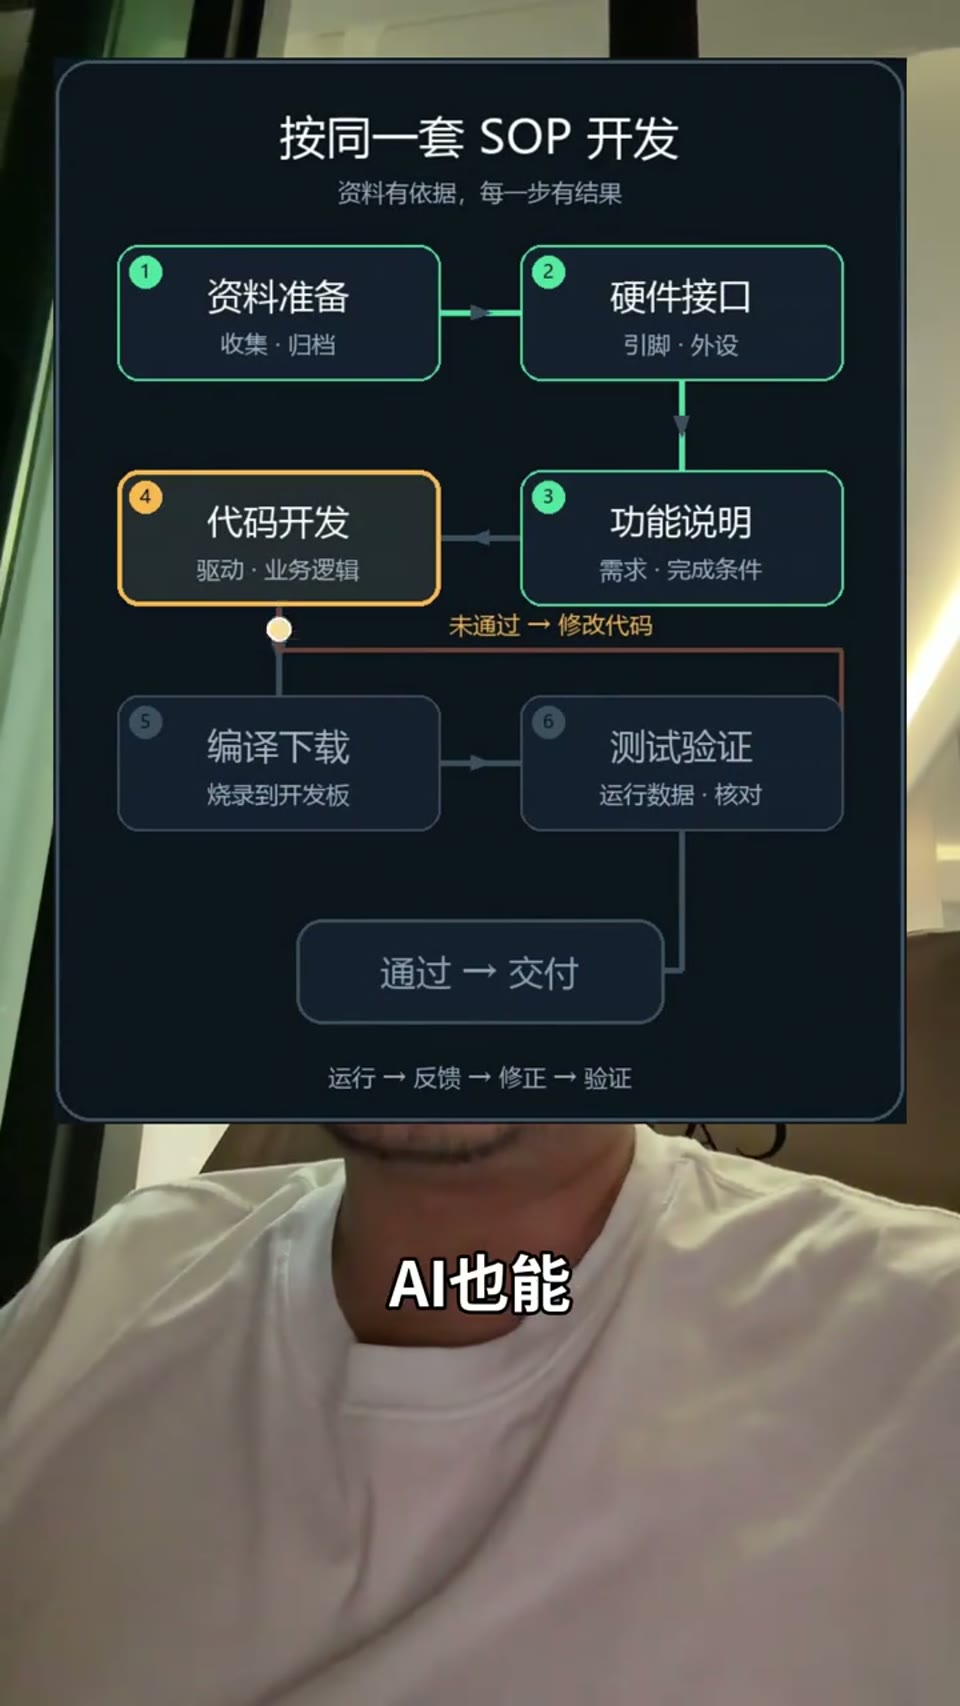 按同一套 SOP 开发
资料有依据，每一步有结果
1
资料准备
收集 · 归档
2
硬件接口
引脚 · 外设
3
功能说明
需求 · 完成条件
4
代码开发
驱动 · 业务逻辑
未通过 → 修改代码
5
编译下载
烧录到开发板
6
测试验证
运行数据 · 核对
通过 → 交付
运行 → 反馈 → 修正 → 验证
AI也能